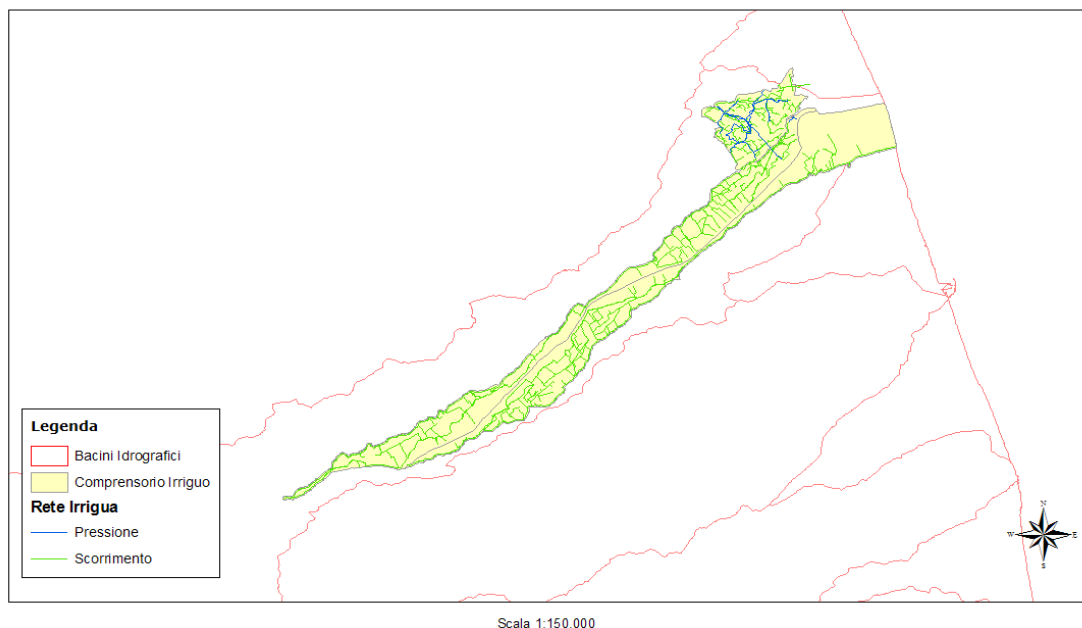 Legenda
Bacini Idrografici
Comprensorio Irriguo
Rete Irrigua
Pressione
Scorrimento
N
W E
S
Scala 1:150.000